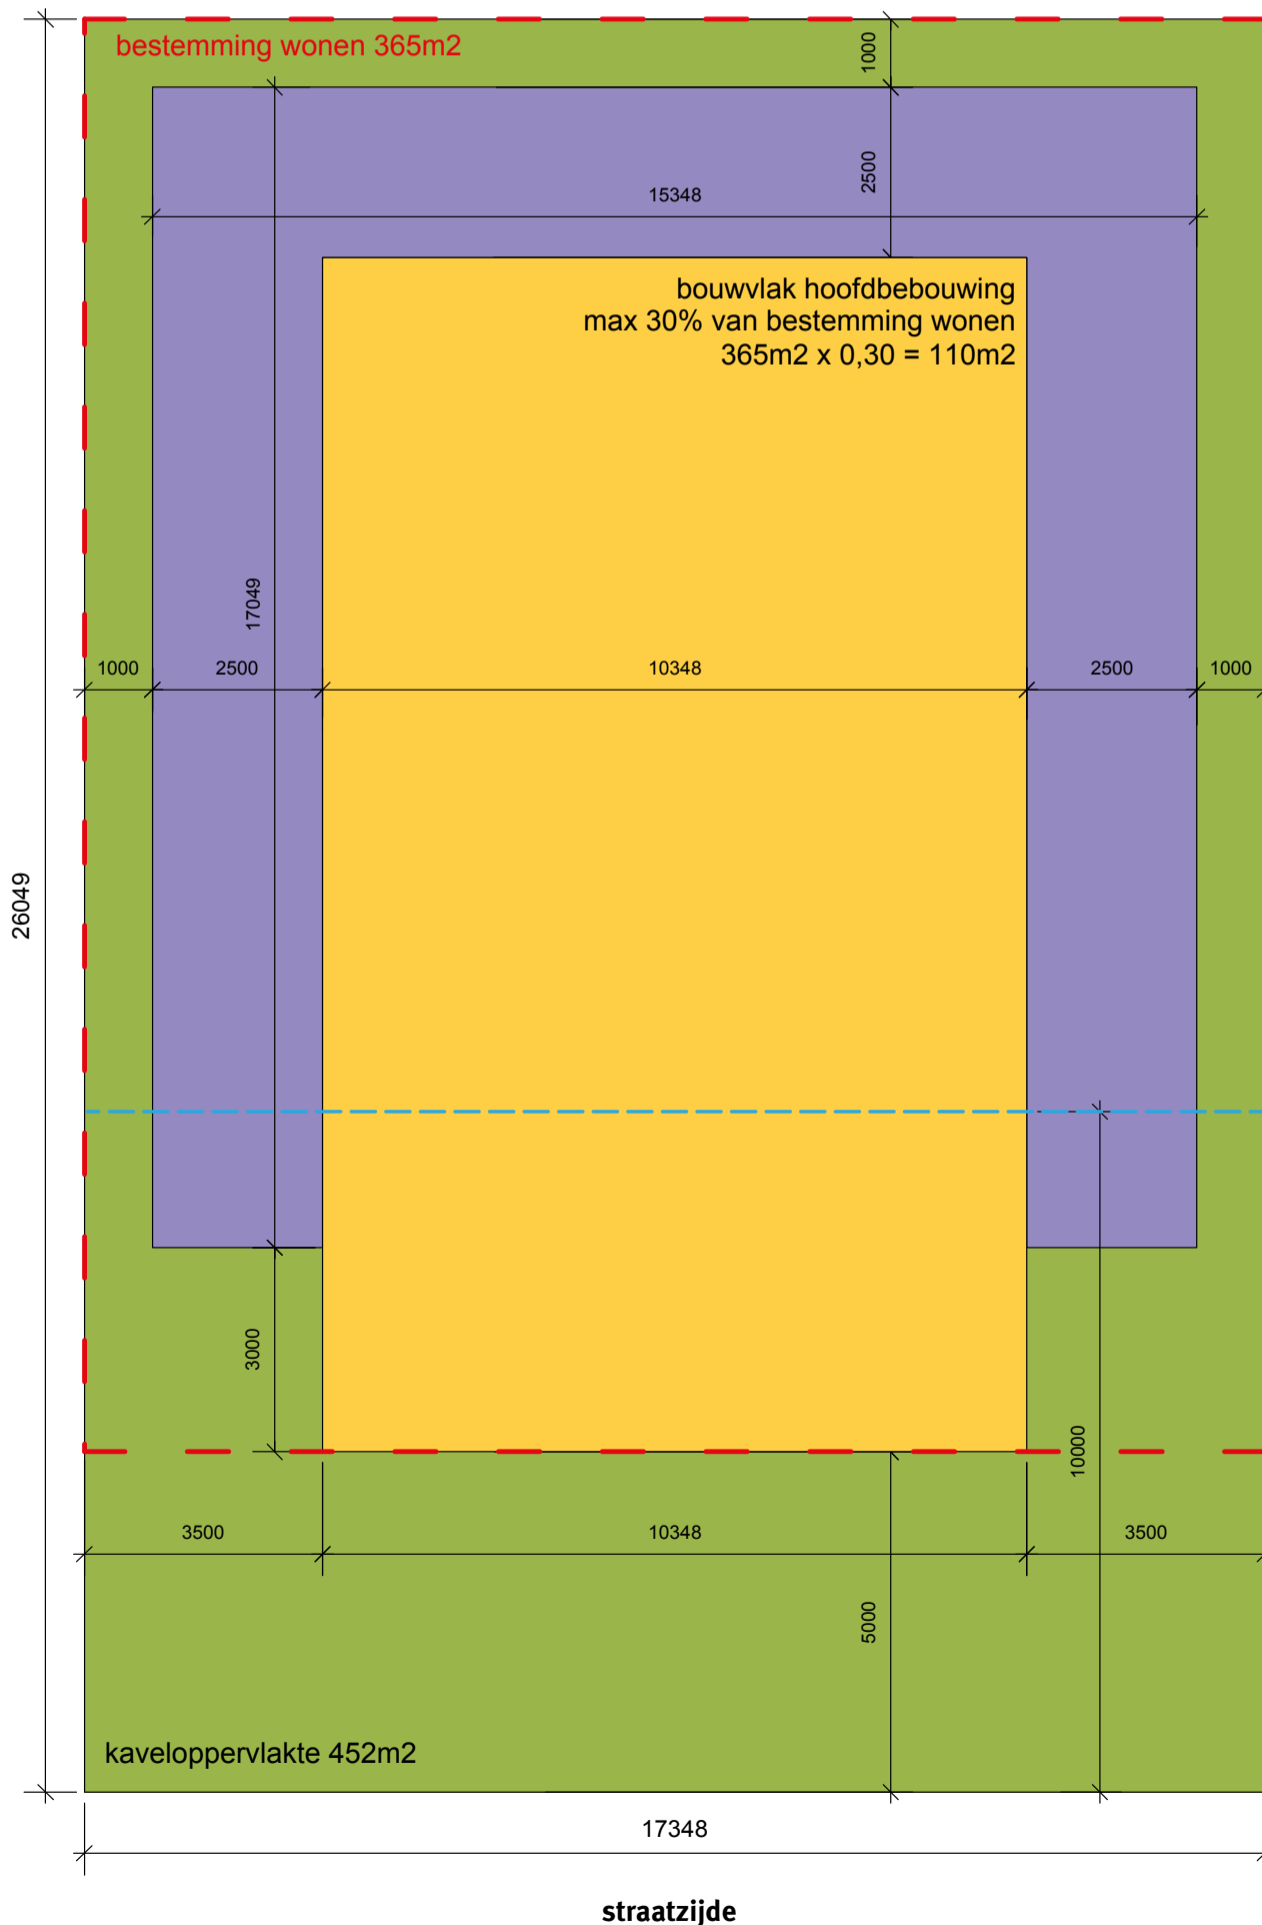 bestemming wonen 365m2
1000
2500
15348
bouwvlak hoofdbebouwing
max 30% van bestemming wonen
365m2 x 0,30 = 110m2
17049
1000
2500
10348
2500
1000
26049
3000
10000
3500
10348
3500
5000
kaveloppervlakte 452m2
17348
straatzijde